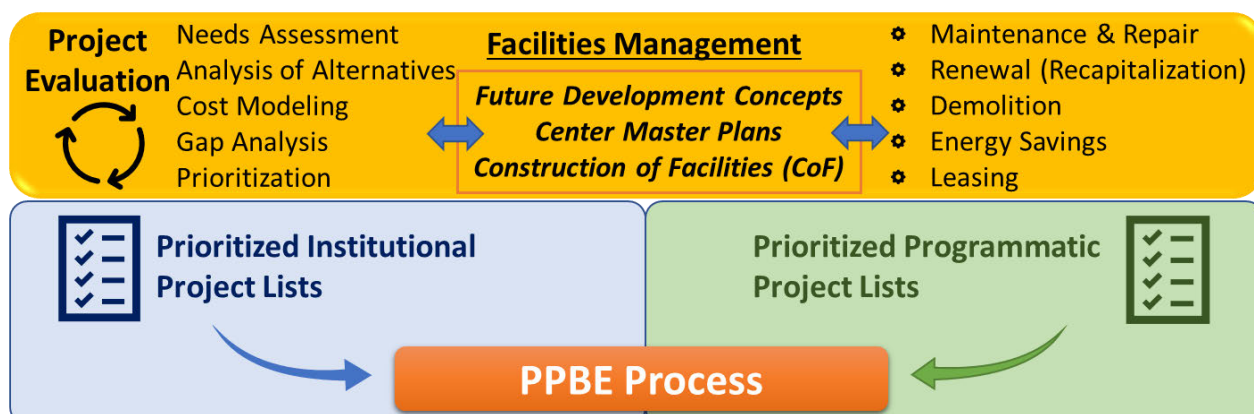 Project
Evaluation
Needs Assessment
Analysis of Alternatives
Cost Modeling
Gap Analysis
Prioritization
Facilities Management
Future Development Concepts
Center Master Plans
Construction of Facilities (CoF)
Maintenance & Repair
Renewal (Recapitalization)
Demolition
Energy Savings
Leasing
Prioritized Institutional
Project Lists
Prioritized Programmatic
Project Lists
PPBE Process